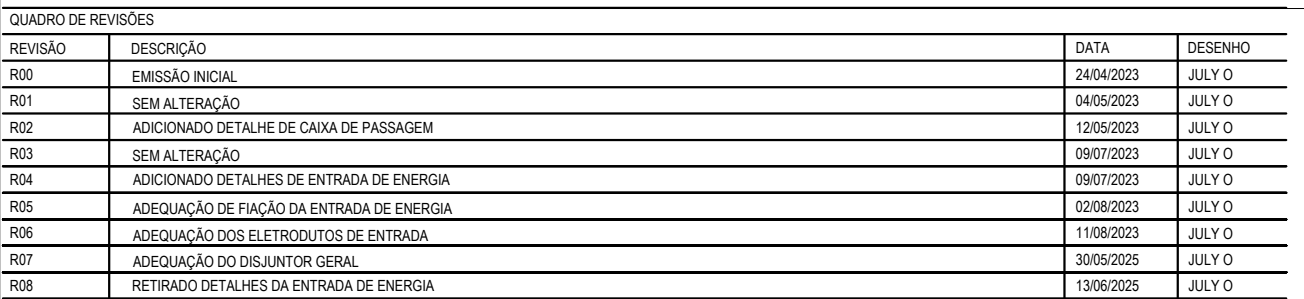 QUADRO DE REVISÕES
REVISÃO DESCRIÇÃO DATA DESENHO
R00 EMISSÃO INICIAL 24/04/2023 JULY O
R01 SEM ALTERAÇÃO 04/05/2023 JULY O
R02 ADICIONADO DETALHE DE CAIXA DE PASSAGEM 12/05/2023 JULY O
R03 SEM ALTERAÇÃO 09/07/2023 JULY O
R04 ADICIONADO DETALHES DE ENTRADA DE ENERGIA 09/07/2023 JULY O
R05 ADEQUAÇÃO DE FIAÇÃO DA ENTRADA DE ENERGIA 02/08/2023 JULY O
R06 ADEQUAÇÃO DOS ELETRODUTOS DE ENTRADA 11/08/2023 JULY O
R07 ADEQUAÇÃO DO DISJUNTOR GERAL 30/05/2025 JULY O
R08 RETIRADO DETALHES DA ENTRADA DE ENERGIA 13/06/2025 JULY O